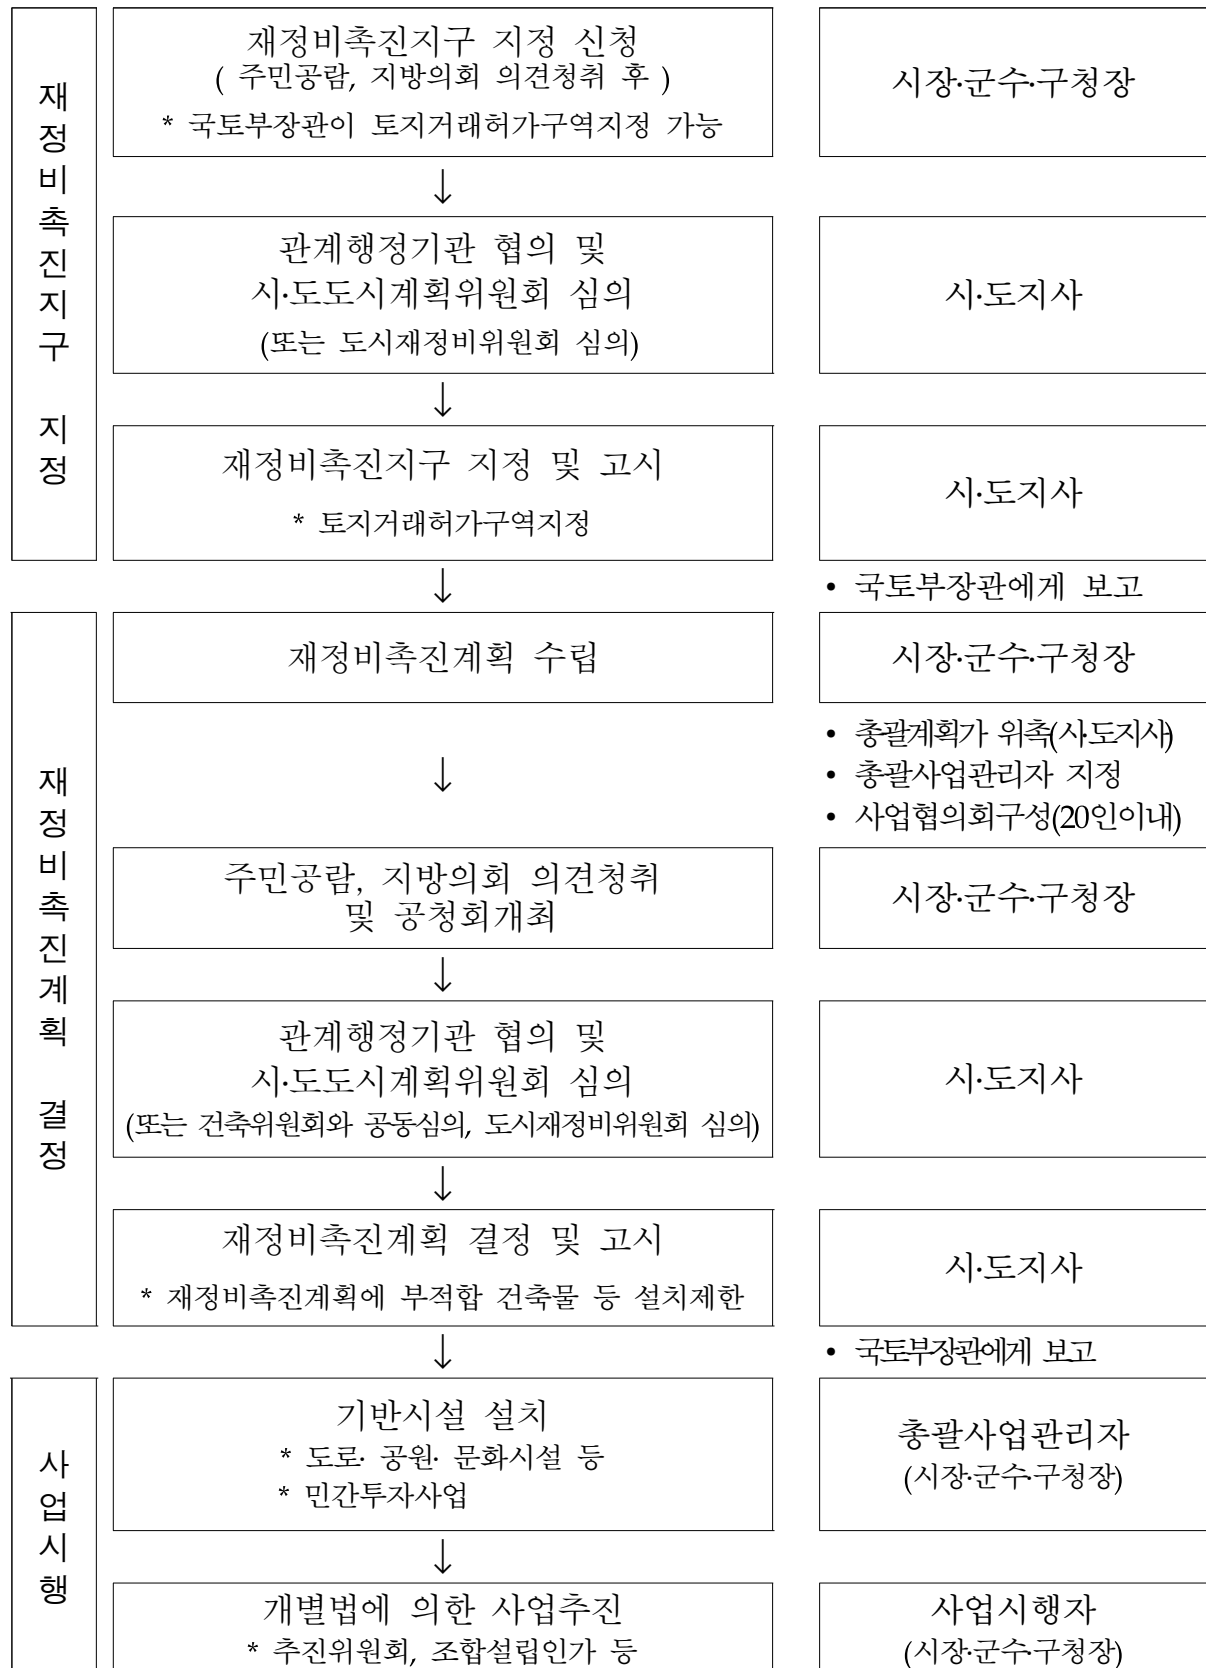 재정비촉진지구 지정
재정비촉진지구 지정 신청
( 주민공람, 지방의회 의견청취 후 )
* 국토부장관이 토지거래허가구역지정 가능
시장·군수·구청장
↓
관계행정기관 협의 및
시·도도시계획위원회 심의
(또는 도시재정비위원회 심의)
시·도지사
↓
재정비촉진지구 지정 및 고시
* 토지거래허가구역지정
시·도지사
↓
• 국토부장관에게 보고
재정비촉진계획 결정
재정비촉진계획 수립
시장·군수·구청장
↓
• 총괄계획가 위촉(시·도지사)
• 총괄사업관리자 지정
• 사업협의회구성(20인이내)
주민공람, 지방의회 의견청취
및 공청회개최
시장·군수·구청장
↓
관계행정기관 협의 및
시·도도시계획위원회 심의
(또는 건축위원회와 공동심의, 도시재정비위원회 심의)
시·도지사
↓
재정비촉진계획 결정 및 고시
* 재정비촉진계획에 부적합 건축물 등 설치제한
시·도지사
↓
• 국토부장관에게 보고
사업시행
기반시설 설치
* 도로· 공원· 문화시설 등
* 민간투자사업
총괄사업관리자
(시장·군수·구청장)
↓
개별법에 의한 사업추진
* 추진위원회, 조합설립인가 등
사업시행자
(시장·군수·구청장)